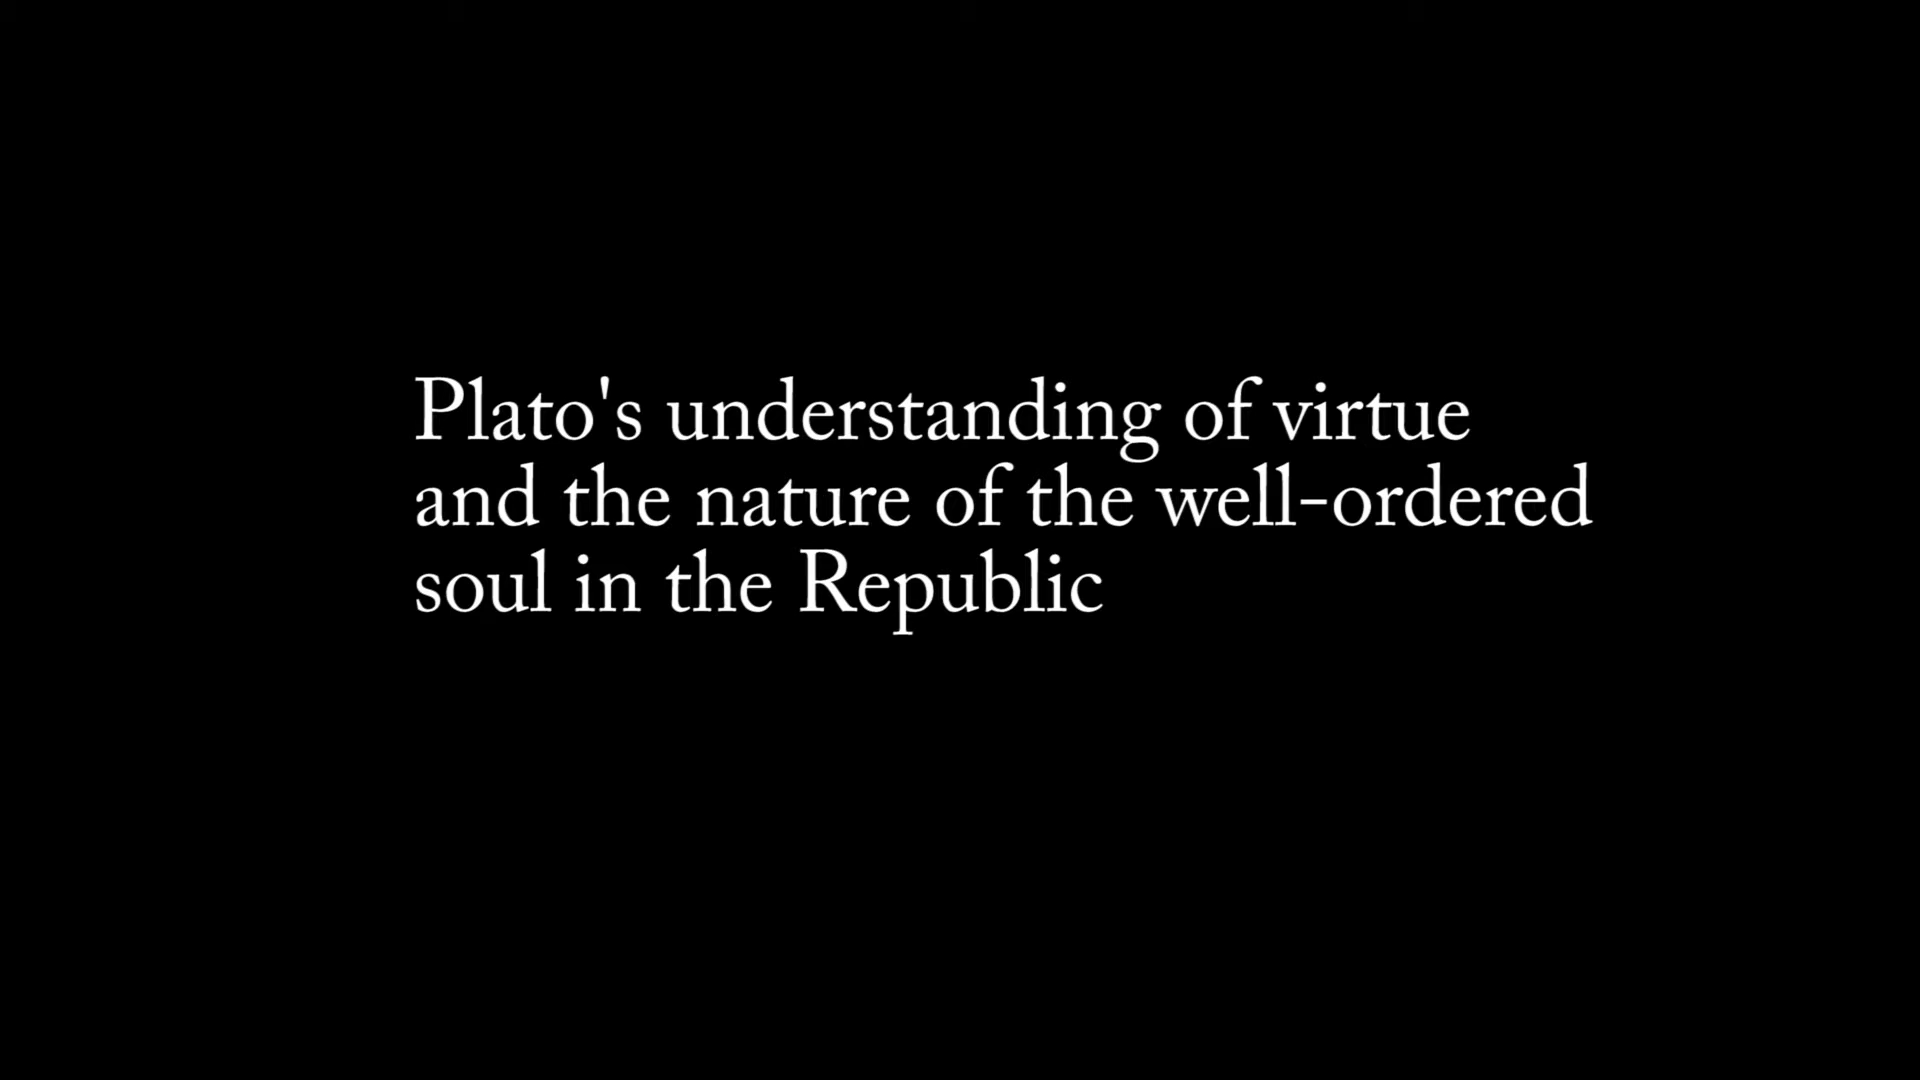 Plato's understanding of virtue
and the nature of the well-ordered
soul in the Republic